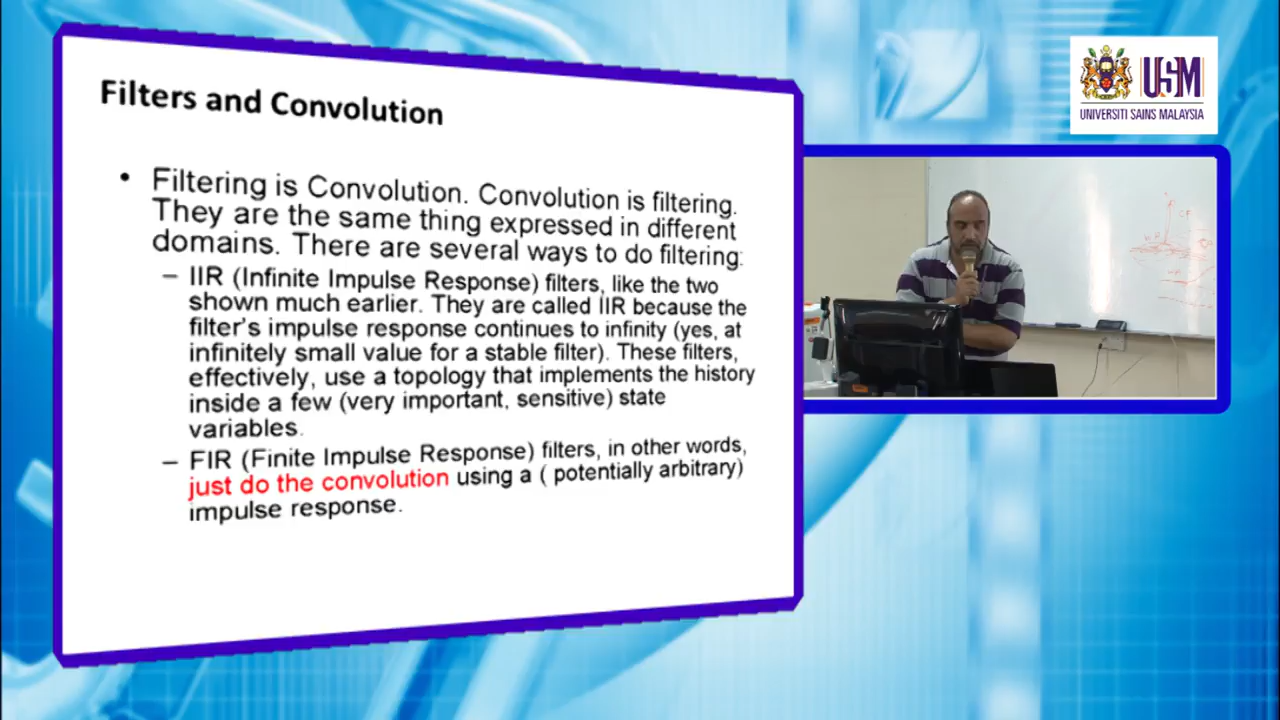 Filters and Convolution
• Filtering is Convolution. Convolution is filtering.
They are the same thing expressed in different
domains. There are several ways to do filtering:
– IIR (Infinite Impulse Response) filters, like the two
shown much earlier. They are called IIR because the
filter's impulse response continues to infinity (yes, at
infinitely small value for a stable filter). These filters,
effectively, use a topology that implements the history
inside a few (very important, sensitive) state
variables.
– FIR (Finite Impulse Response) filters, in other words,
just do the convolution using a ( potentially arbitrary)
impulse response.
USM
UNIVERSITI SAINS MALAYSIA